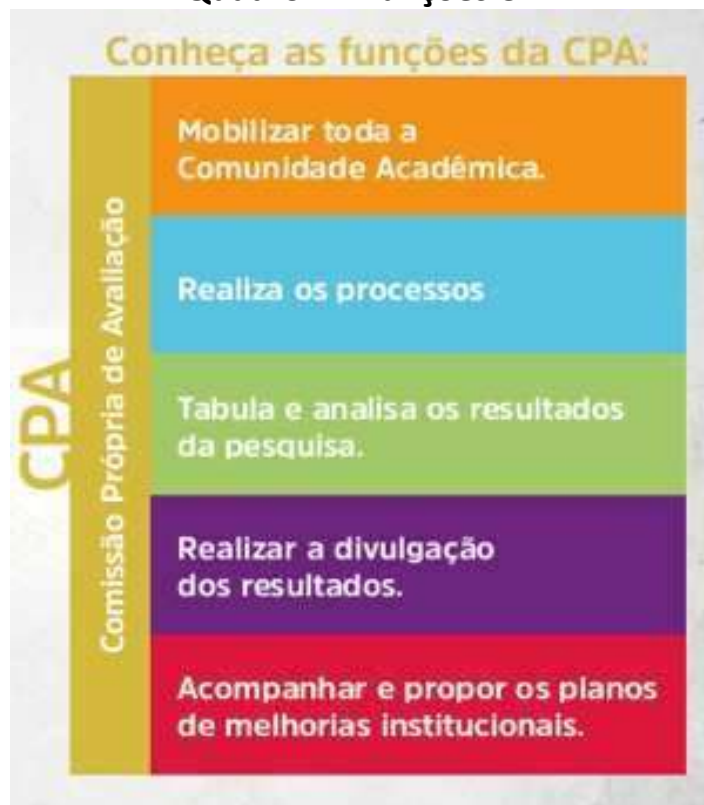 Conheça as funções da CPA:
CPA
Comissão Própria de Avaliação
Mobilizar toda a
Comunidade Acadêmica.
Realiza os processos
Tabula e analisa os resultados
da pesquisa.
Realizar a divulgação
dos resultados.
Acompanhar e propor os planos
de melhorias institucionais.